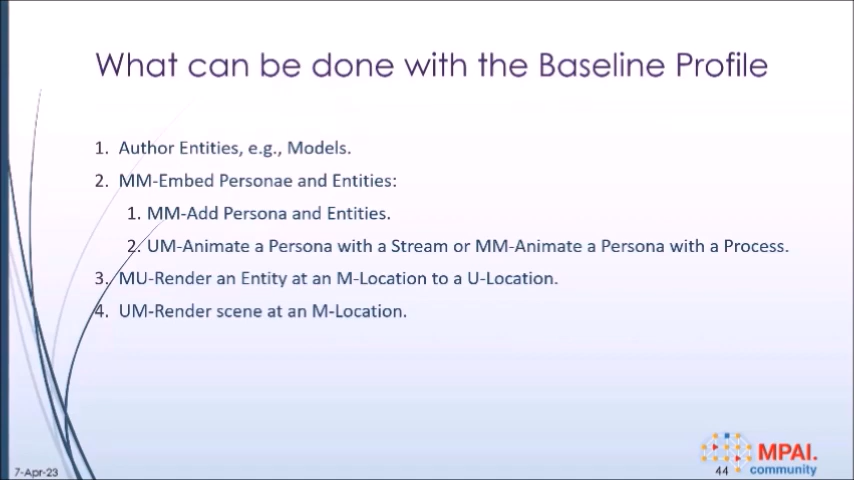 What can be done with the Baseline Profile
1. Author Entities, e.g., Models.
2. MM-Embed Personae and Entities:
1. MM-Add Persona and Entities.
2. UM-Animate a Persona with a Stream or MM-Animate a Persona with a Process.
3. MU-Render an Entity at an M-Location to a U-Location.
4. UM-Render scene at an M-Location.
7-Apr-23
44
MPAI.
community